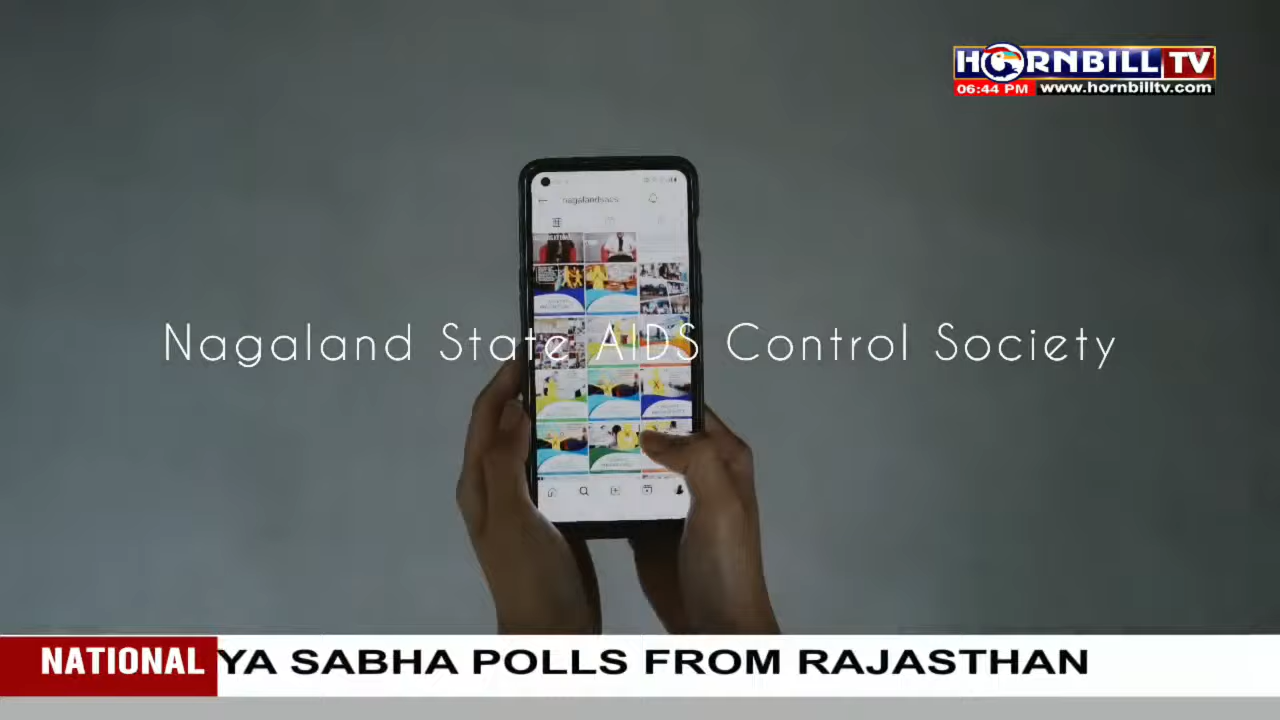 HORNBILL TV
06:44 PM www.hornbilltv.com
nagalandsacs
Nagaland State AIDS Control Society
NATIONAL YA SABHA POLLS FROM RAJASTHAN